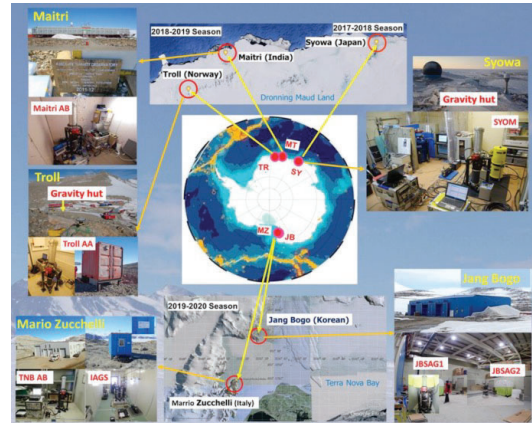 Maitri
2018-2019 Season
2017-2018 Season
Maitri (India)
Syowa (Japan)
Troll (Norway)
Dronning Maud Land
Syowa
Gravity hut
SYOM
Maitri AB
Troll
Gravity hut
Troll AA
MT
TR
SY
MZ
JB
2019-2020 Season
Jang Bogo (Korean)
Terra Nova Bay
Marrio Zucchelli (Italy)
Mario Zucchelli
TNB AB
IAGS
Jang Bogo
JBSAG1
JBSAG2